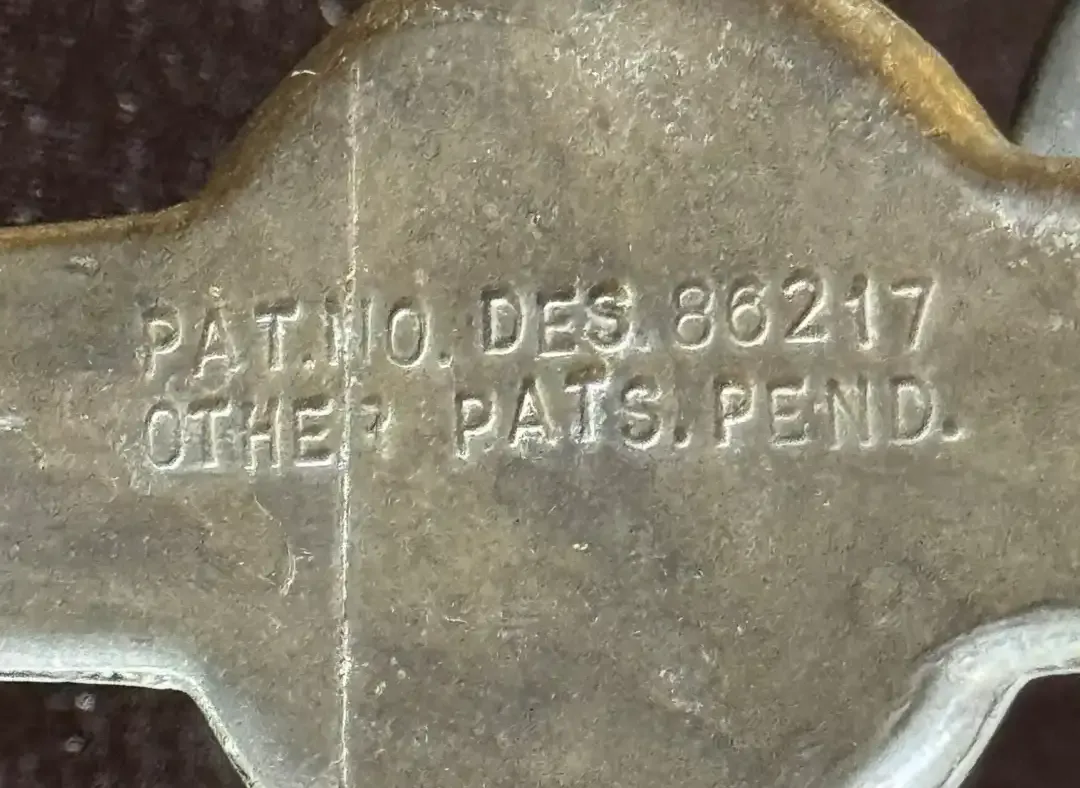 PAT. NO. DES. 86217
OTHER PATS. PEND.